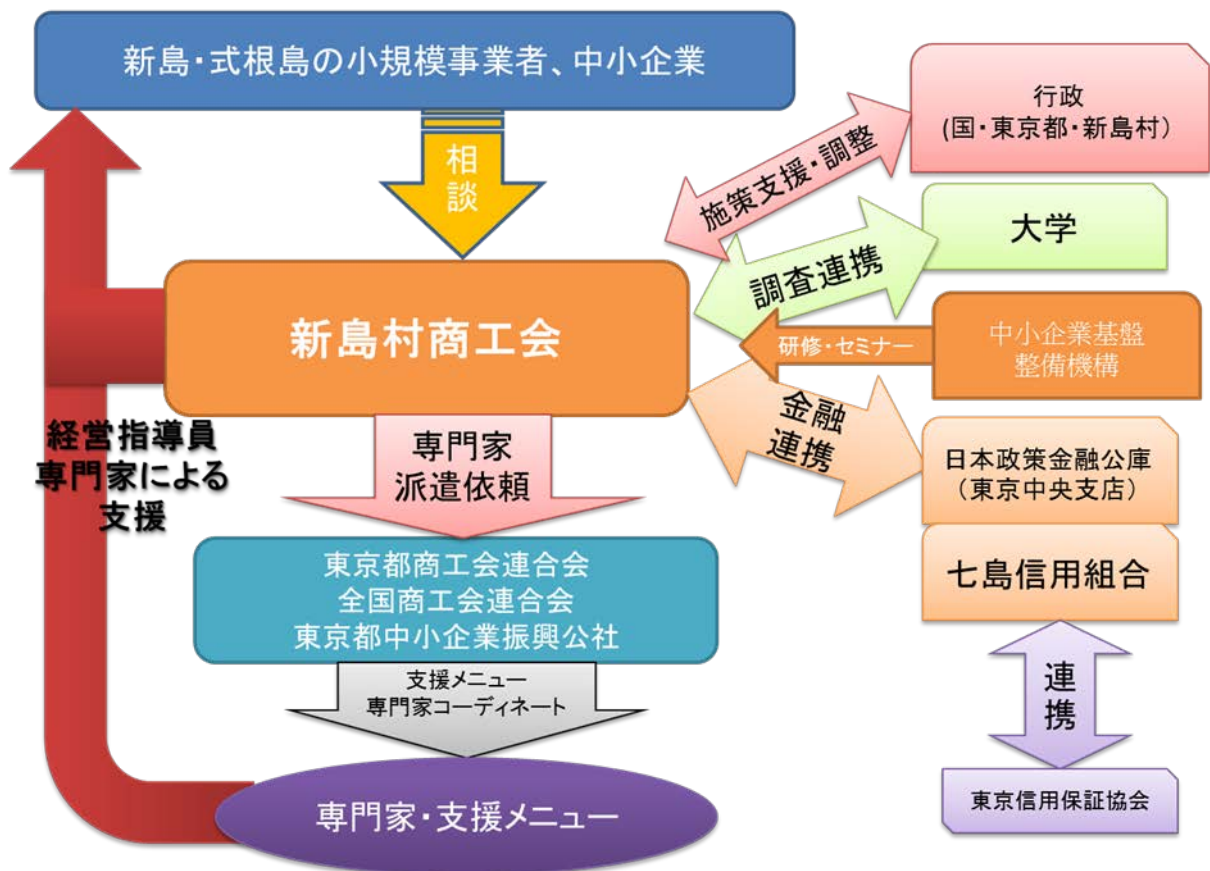 新島・式根島の小規模事業者、中小企業
相
談
新島村商工会
経営指導員
専門家による
支援
専門家
派遣依頼
東京都商工会連合会
全国商工会連合会
東京都中小企業振興公社
支援メニュー
専門家コーディネート
専門家・支援メニュー
施策支援・調整
行政
(国・東京都・新島村）
調査連携
大学
研修・セミナー
中小企業基盤
整備機構
金融
連携
日本政策金融公庫
（東京中央支店）
七島信用組合
連
携
東京信用保証協会